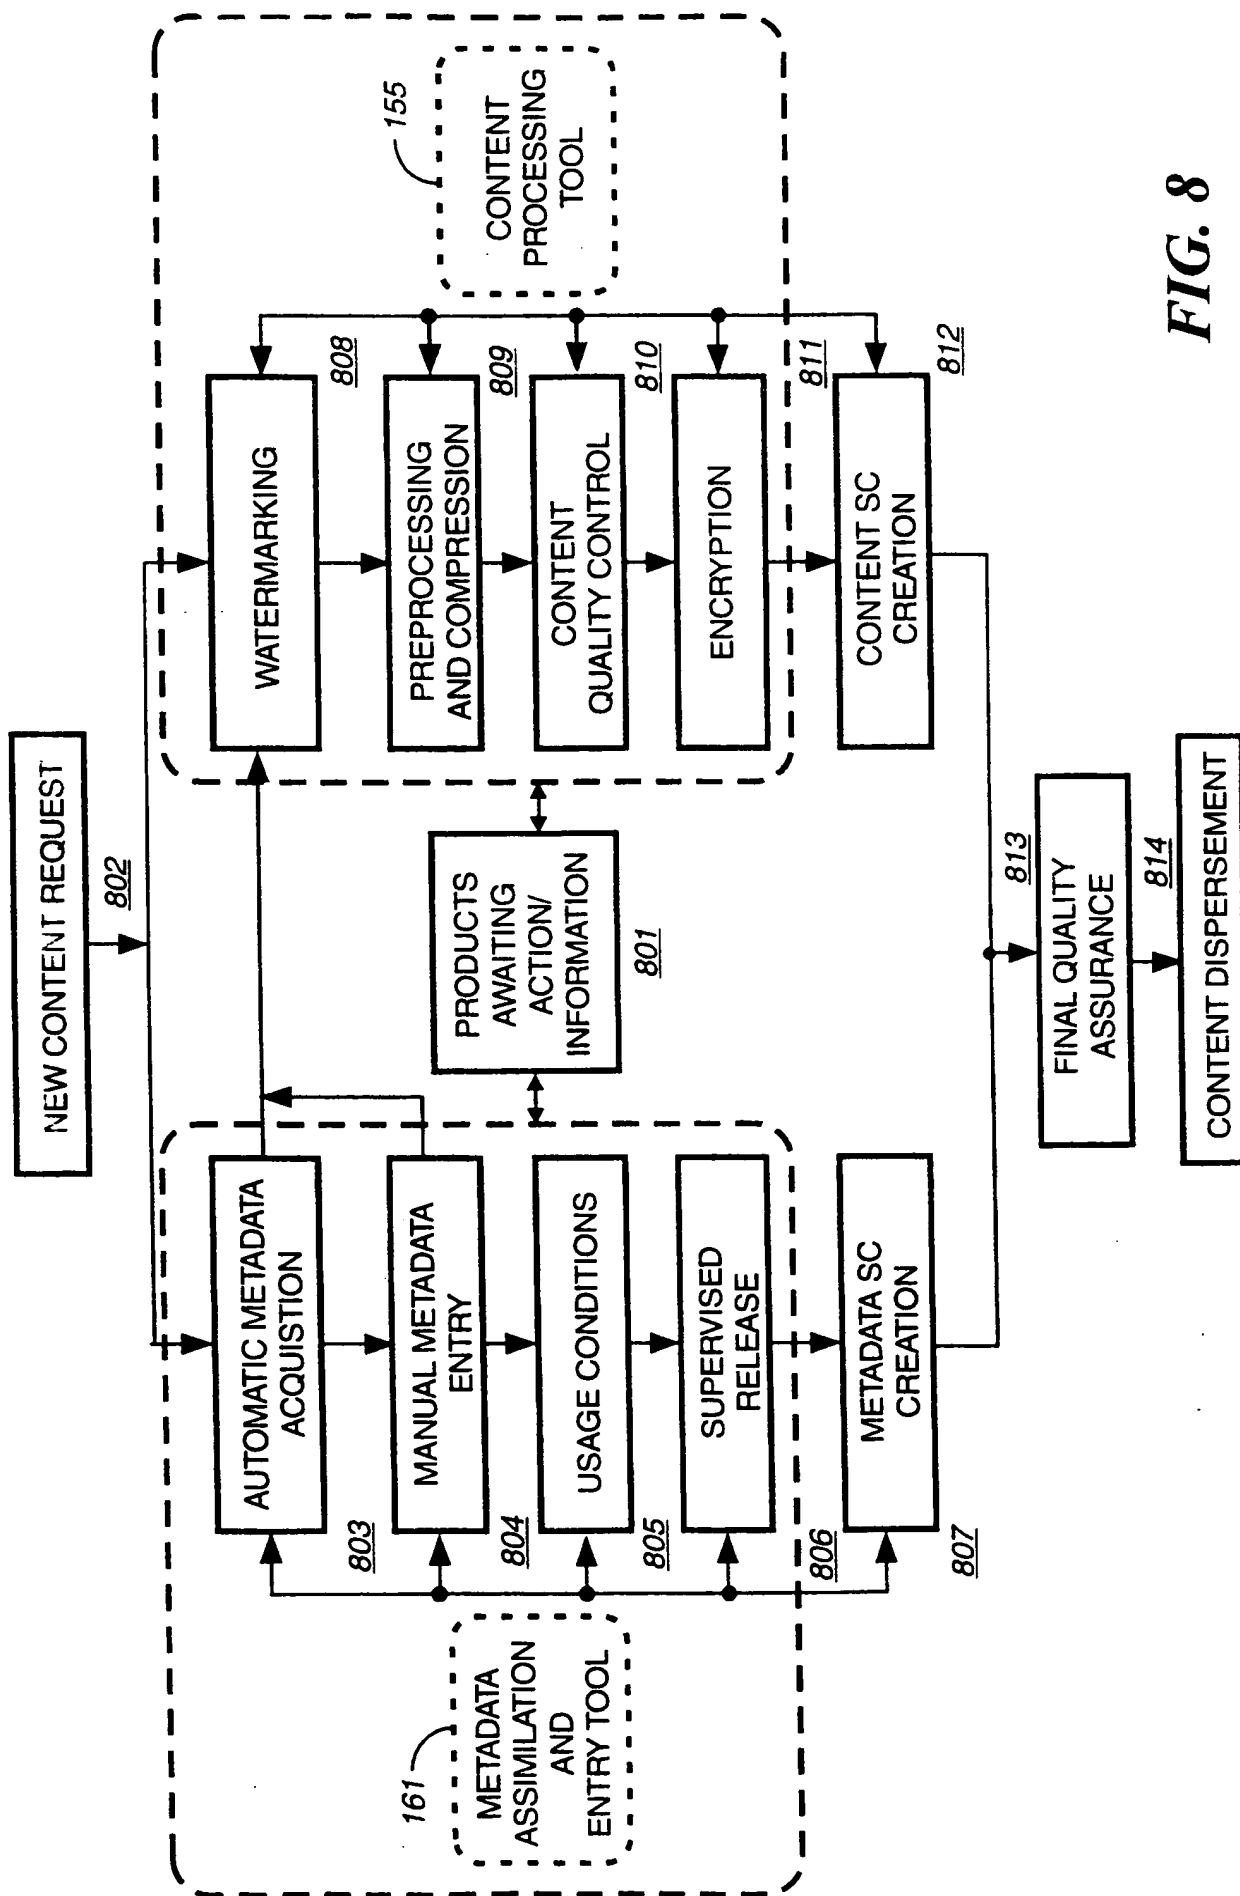 NEW CONTENT REQUEST
802
AUTOMATIC METADATA
ACQUISTION
803
MANUAL METADATA
ENTRY
804
USAGE CONDITIONS
805
SUPERVISED
RELEASE
806
METADATA SC
CREATION
807
161
METADATA
ASSIMILATION
AND
ENTRY TOOL
PRODUCTS
AWAITING
ACTION/
INFORMATION
801
WATERMARKING
808
PREPROCESSING
AND COMPRESSION
809
CONTENT
QUALITY CONTROL
810
ENCRYPTION
811
CONTENT SC
CREATION
812
155
CONTENT
PROCESSING
TOOL
813
FINAL QUALITY
ASSURANCE
814
CONTENT DISPERSEMENT
FIG. 8